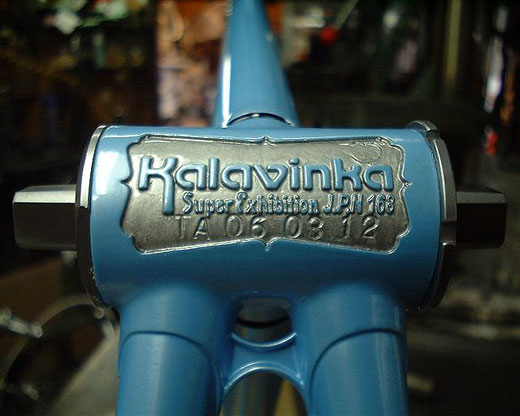 Kalavinka
Super Exhibition J.P.N 168
TA 06 03 12